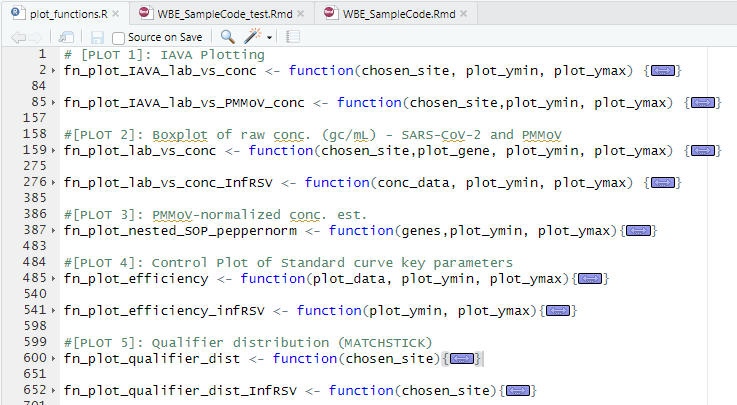 plot_functions.R × WBE_SampleCode_test.Rmd × WBE_SampleCode.Rmd ×
Source on Save
1 # [PLOT 1]: IAVA Plotting
2 fn_plot_IAVA_lab_vs_conc <- function(chosen_site, plot_ymin, plot_ymax) {}
84
85 fn_plot_IAVA_lab_vs_PMMoV_conc <- function(chosen_site,plot_ymin, plot_ymax) {}
157
158 #[PLOT 2]: Boxplot of raw conc. (gc/mL) - SARS-CoV-2 and PMMoV
159 fn_plot_lab_vs_conc <- function(chosen_site,plot_gene, plot_ymin, plot_ymax) {}
275
276 fn_plot_lab_vs_conc_InfRSV <- function(conc_data, plot_ymin, plot_ymax) {}
385
386 #[PLOT 3]: PMMoV-normalized conc. est.
387 fn_plot_nested_SOP_peppernorm <- function(genes,plot_ymin, plot_ymax){}
483
484 #[PLOT 4]: Control Plot of Standard curve key parameters
485 fn_plot_efficiency <- function(plot_data, plot_ymin, plot_ymax){}
540
541 fn_plot_efficiency_infRSV <- function(plot_ymin, plot_ymax){}
598
599 #[PLOT 5]: Qualifier distribution (MATCHSTICK)
600 fn_plot_qualifier_dist <- function(chosen_site){}
651
652 fn_plot_qualifier_dist_InfRSV <- function(chosen_site){}